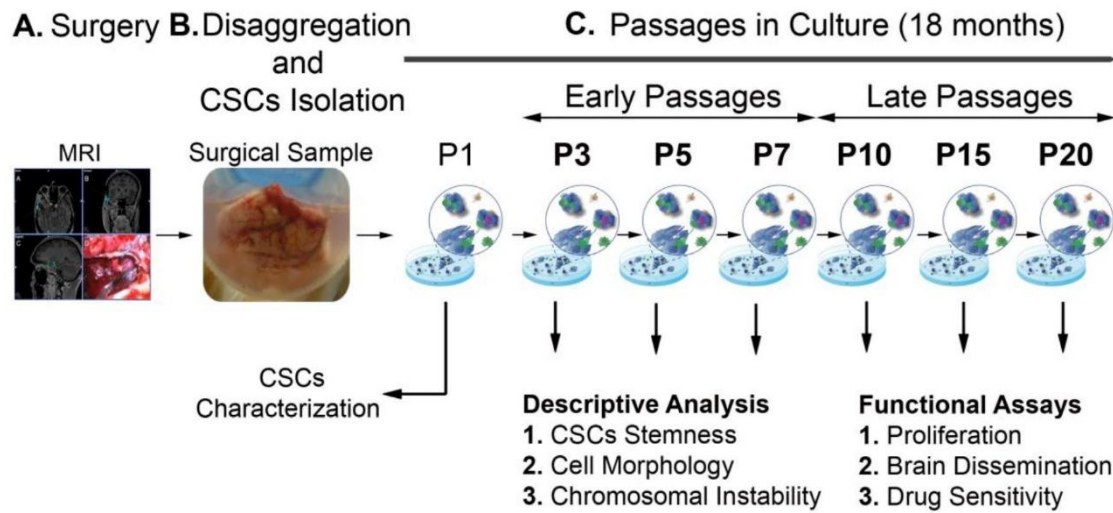 A. Surgery
B. Disaggregation
and
CSCs Isolation
C. Passages in Culture (18 months)
Early Passages
Late Passages
MRI
Surgical Sample
P1
P3
P5
P7
P10
P15
P20
A
B
C
D
CSCs
Characterization
Descriptive Analysis
1. CSCs Stemness
2. Cell Morphology
3. Chromosomal Instability
Functional Assays
1. Proliferation
2. Brain Dissemination
3. Drug Sensitivity